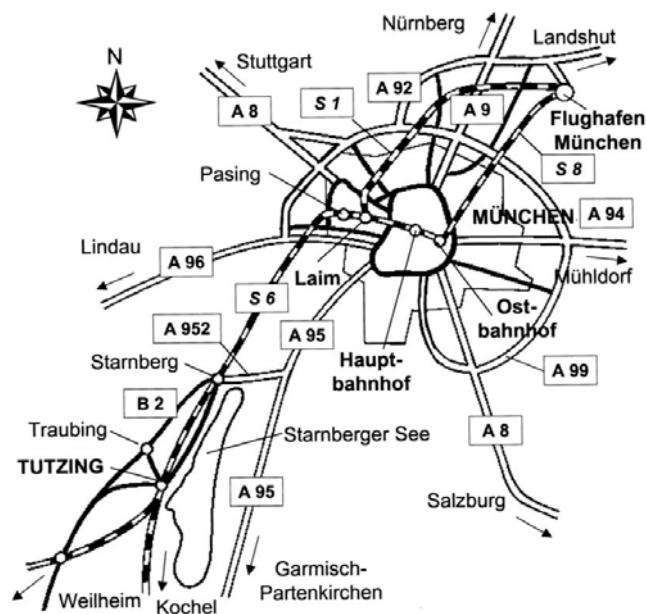 Nürnberg
Landshut
N
Stuttgart
A 92
A 8
S 1
A 9
Flughafen
München
S 8
Pasing
MÜNCHEN
A 94
Lindau
A 96
Laim
Mühldorf
S 6
Ost-
bahnhof
A 952
A 95
Haupt-
bahnhof
Starnberg
A 99
B 2
Traubing
Starnberger See
A 8
TUTZING
A 95
Salzburg
Garmisch-
Partenkirchen
Weilheim
Kochel